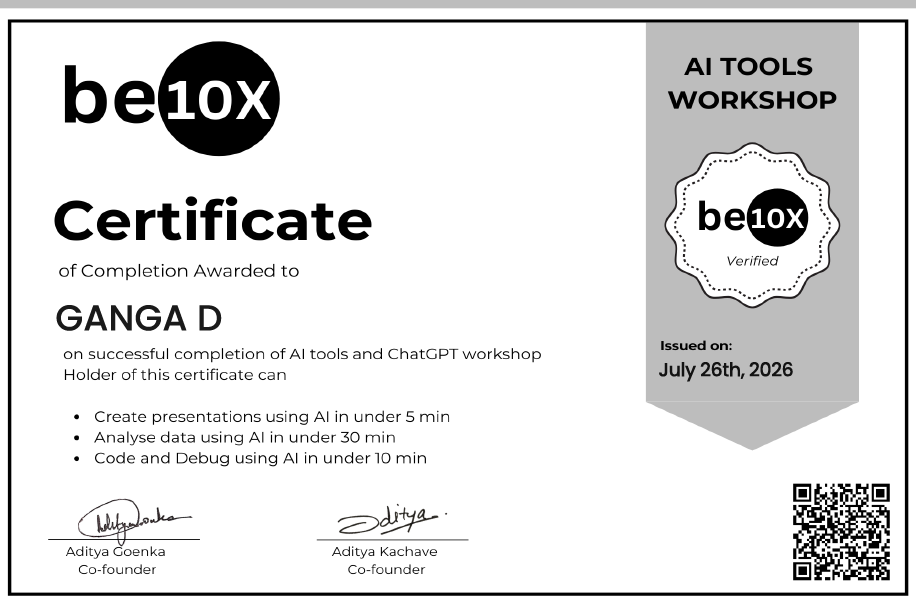 be10X
AI TOOLS
WORKSHOP
be10X
Verified
Certificate
of Completion Awarded to
GANGA D
on successful completion of AI tools and ChatGPT workshop
Holder of this certificate can
Issued on:
July 26th, 2026
• Create presentations using AI in under 5 min
• Analyse data using AI in under 30 min
• Code and Debug using AI in under 10 min
Aditya
Aditya Goenka
Co-founder
Aditya Kachave
Co-founder